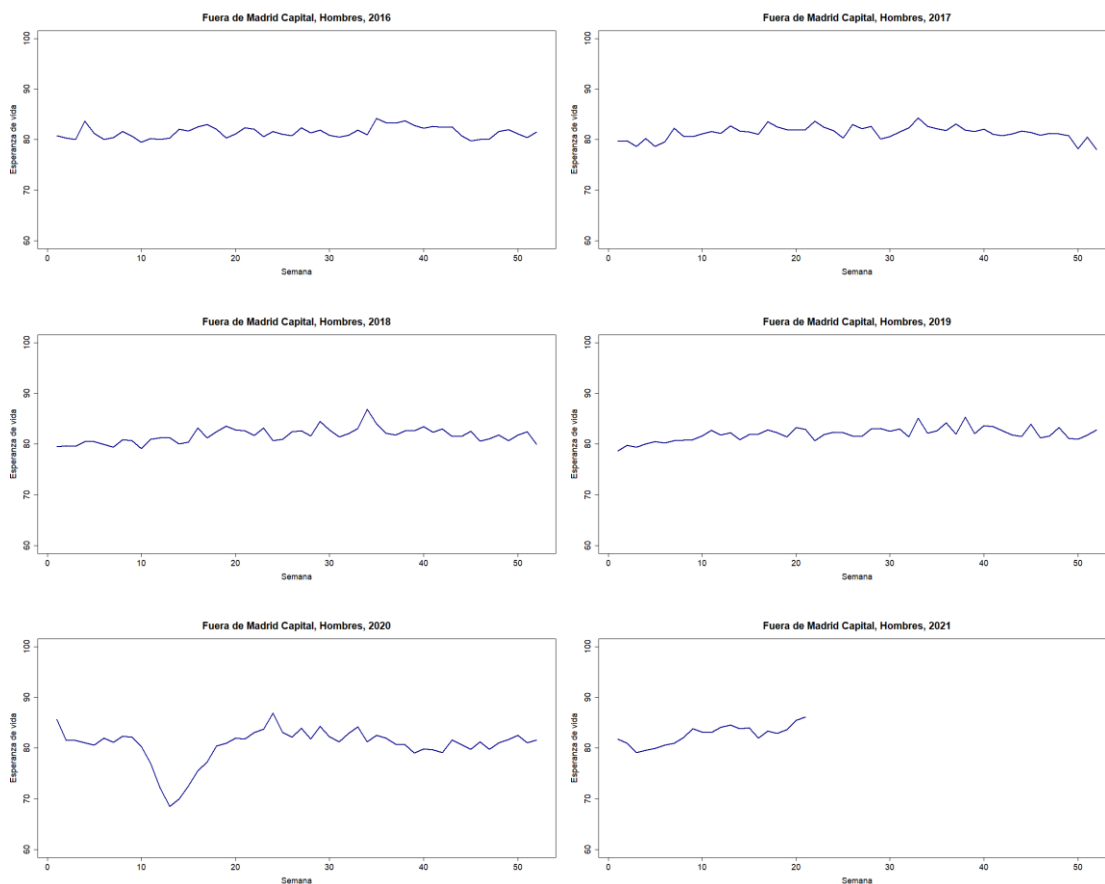 Fuera de Madrid Capital, Hombres, 2016
Esperanza de vida
100
90
80
70
60
0 10 20 30 40 50
Semana
Fuera de Madrid Capital, Hombres, 2017
Esperanza de vida
100
90
80
70
60
0 10 20 30 40 50
Semana
Fuera de Madrid Capital, Hombres, 2018
Esperanza de vida
100
90
80
70
60
0 10 20 30 40 50
Semana
Fuera de Madrid Capital, Hombres, 2019
Esperanza de vida
100
90
80
70
60
0 10 20 30 40 50
Semana
Fuera de Madrid Capital, Hombres, 2020
Esperanza de vida
100
90
80
70
60
0 10 20 30 40 50
Semana
Fuera de Madrid Capital, Hombres, 2021
Esperanza de vida
100
90
80
70
60
0 10 20 30 40 50
Semana